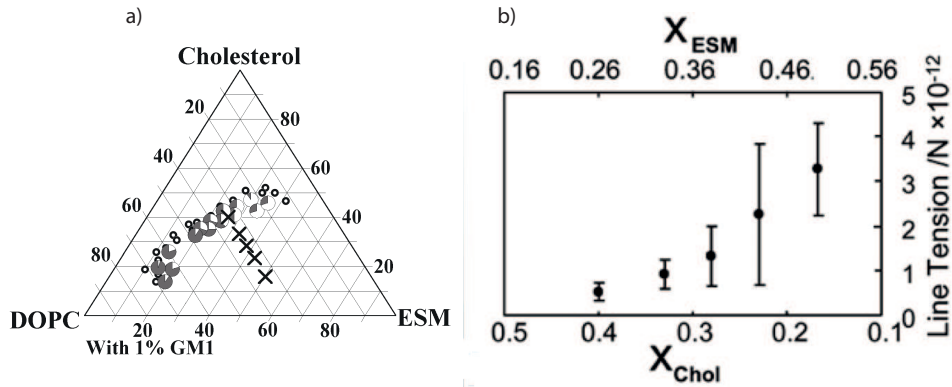 a)
Cholesterol
20
80
40
60
60
40
80
20
DOPC
20
40
60
80
ESM
With 1% GM1
b)
X ESM
0.16 0.26 0.36 0.46 0.56
5
4
3
2
1
0
Line Tension /N ×10-12
0.5 0.4 0.3 0.2 0.1
X Chol